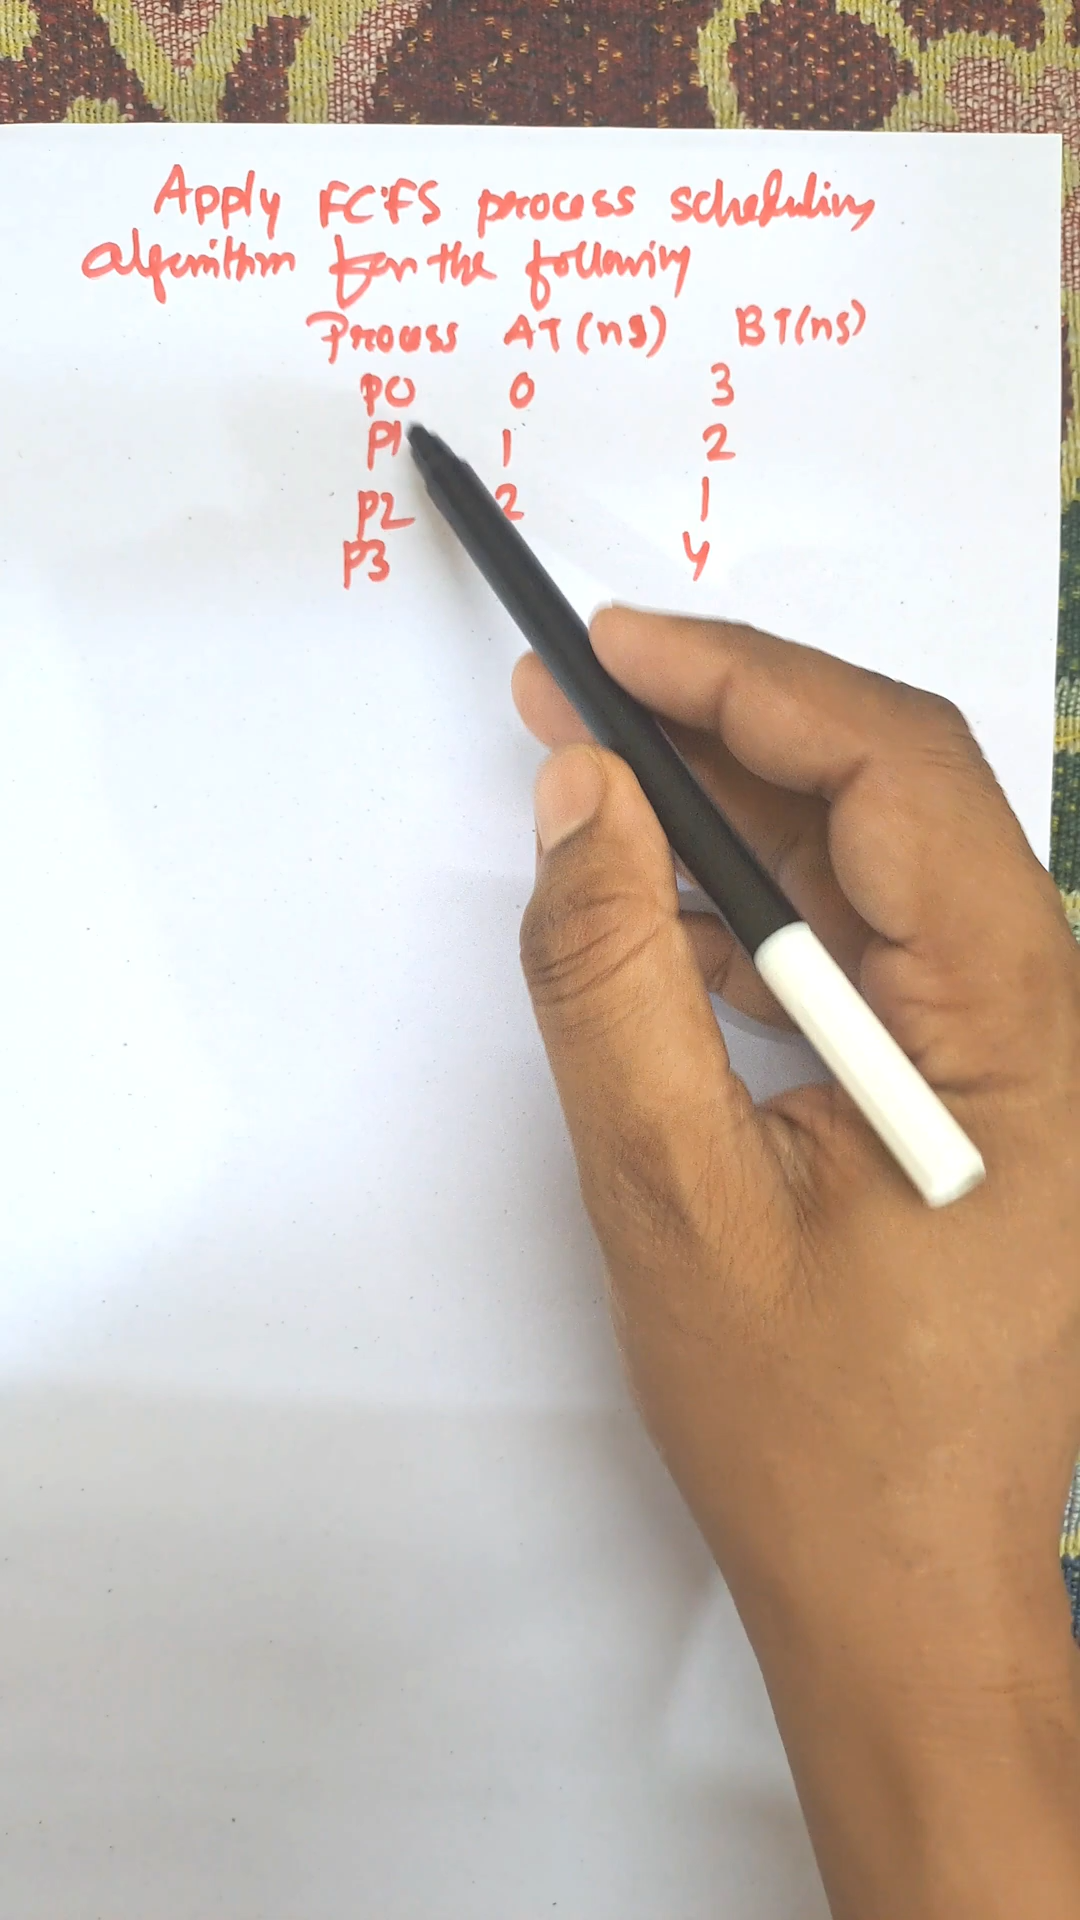 Apply FCFS process scheduling
algorithm for the following
Process AT(ns) BT(ns)
P0 0 3
P1 1 2
P2 2 1
P3 4